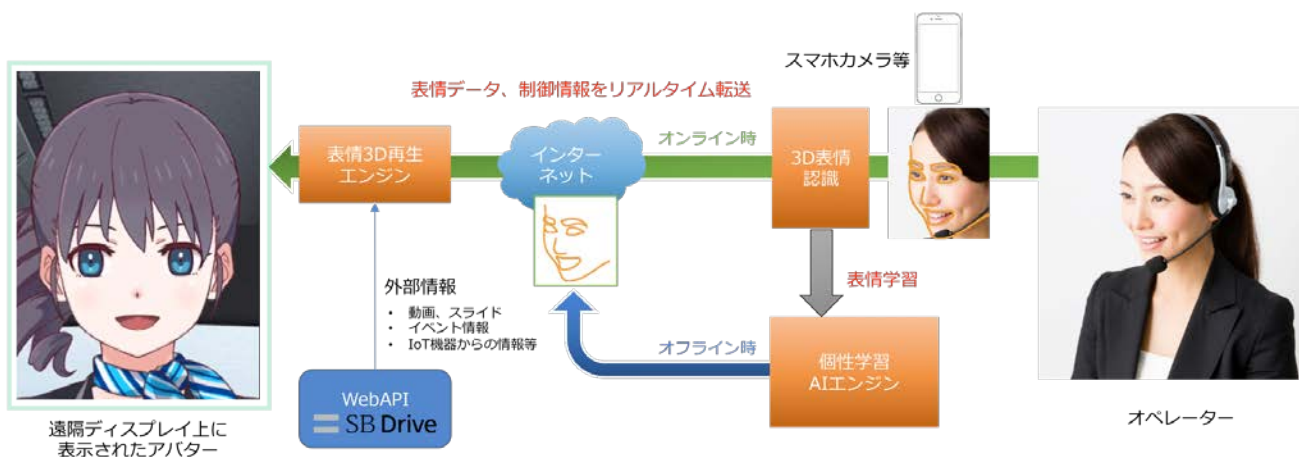 スマホカメラ等
表情データ、制御情報をリアルタイム転送
表情3D再生
エンジン
インター
ネット
オンライン時
3D表情
認識
外部情報
• 動画、スライド
• イベント情報
• IoT機器からの情報等
表情学習
オフライン時
個性学習
AIエンジン
WebAPI
SB Drive
遠隔ディスプレイ上に
表示されたアバター
オペレーター